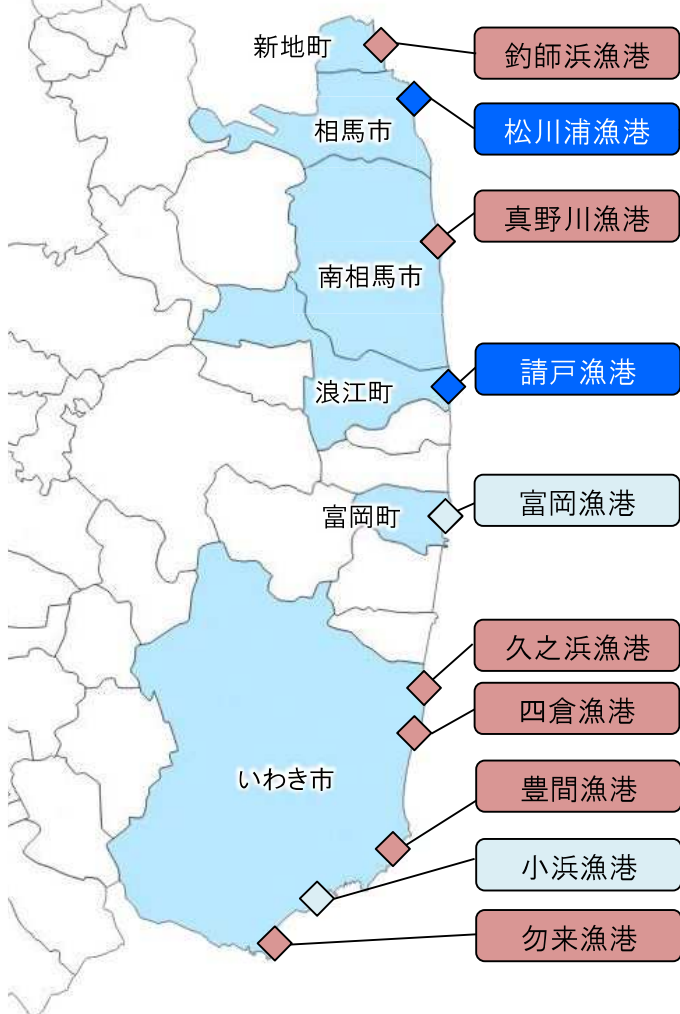 新地町
釣師浜漁港
相馬市
松川浦漁港
真野川漁港
南相馬市
請戸漁港
浪江町
富岡漁港
富岡町
久之浜漁港
四倉漁港
いわき市
豊間漁港
小浜漁港
勿来漁港